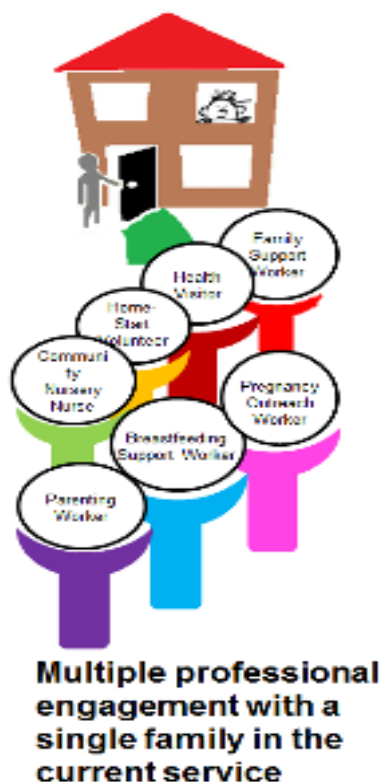 Family
Support
Worker
Health
Visitor
Home-
Start
Volunteer
Communi
ty
Nursery
Nurse
Pregnancy
Outreach
Worker
Breastfeeding
Support Worker
Parenting
Worker
Multiple professional
engagement with a
single family in the
current service